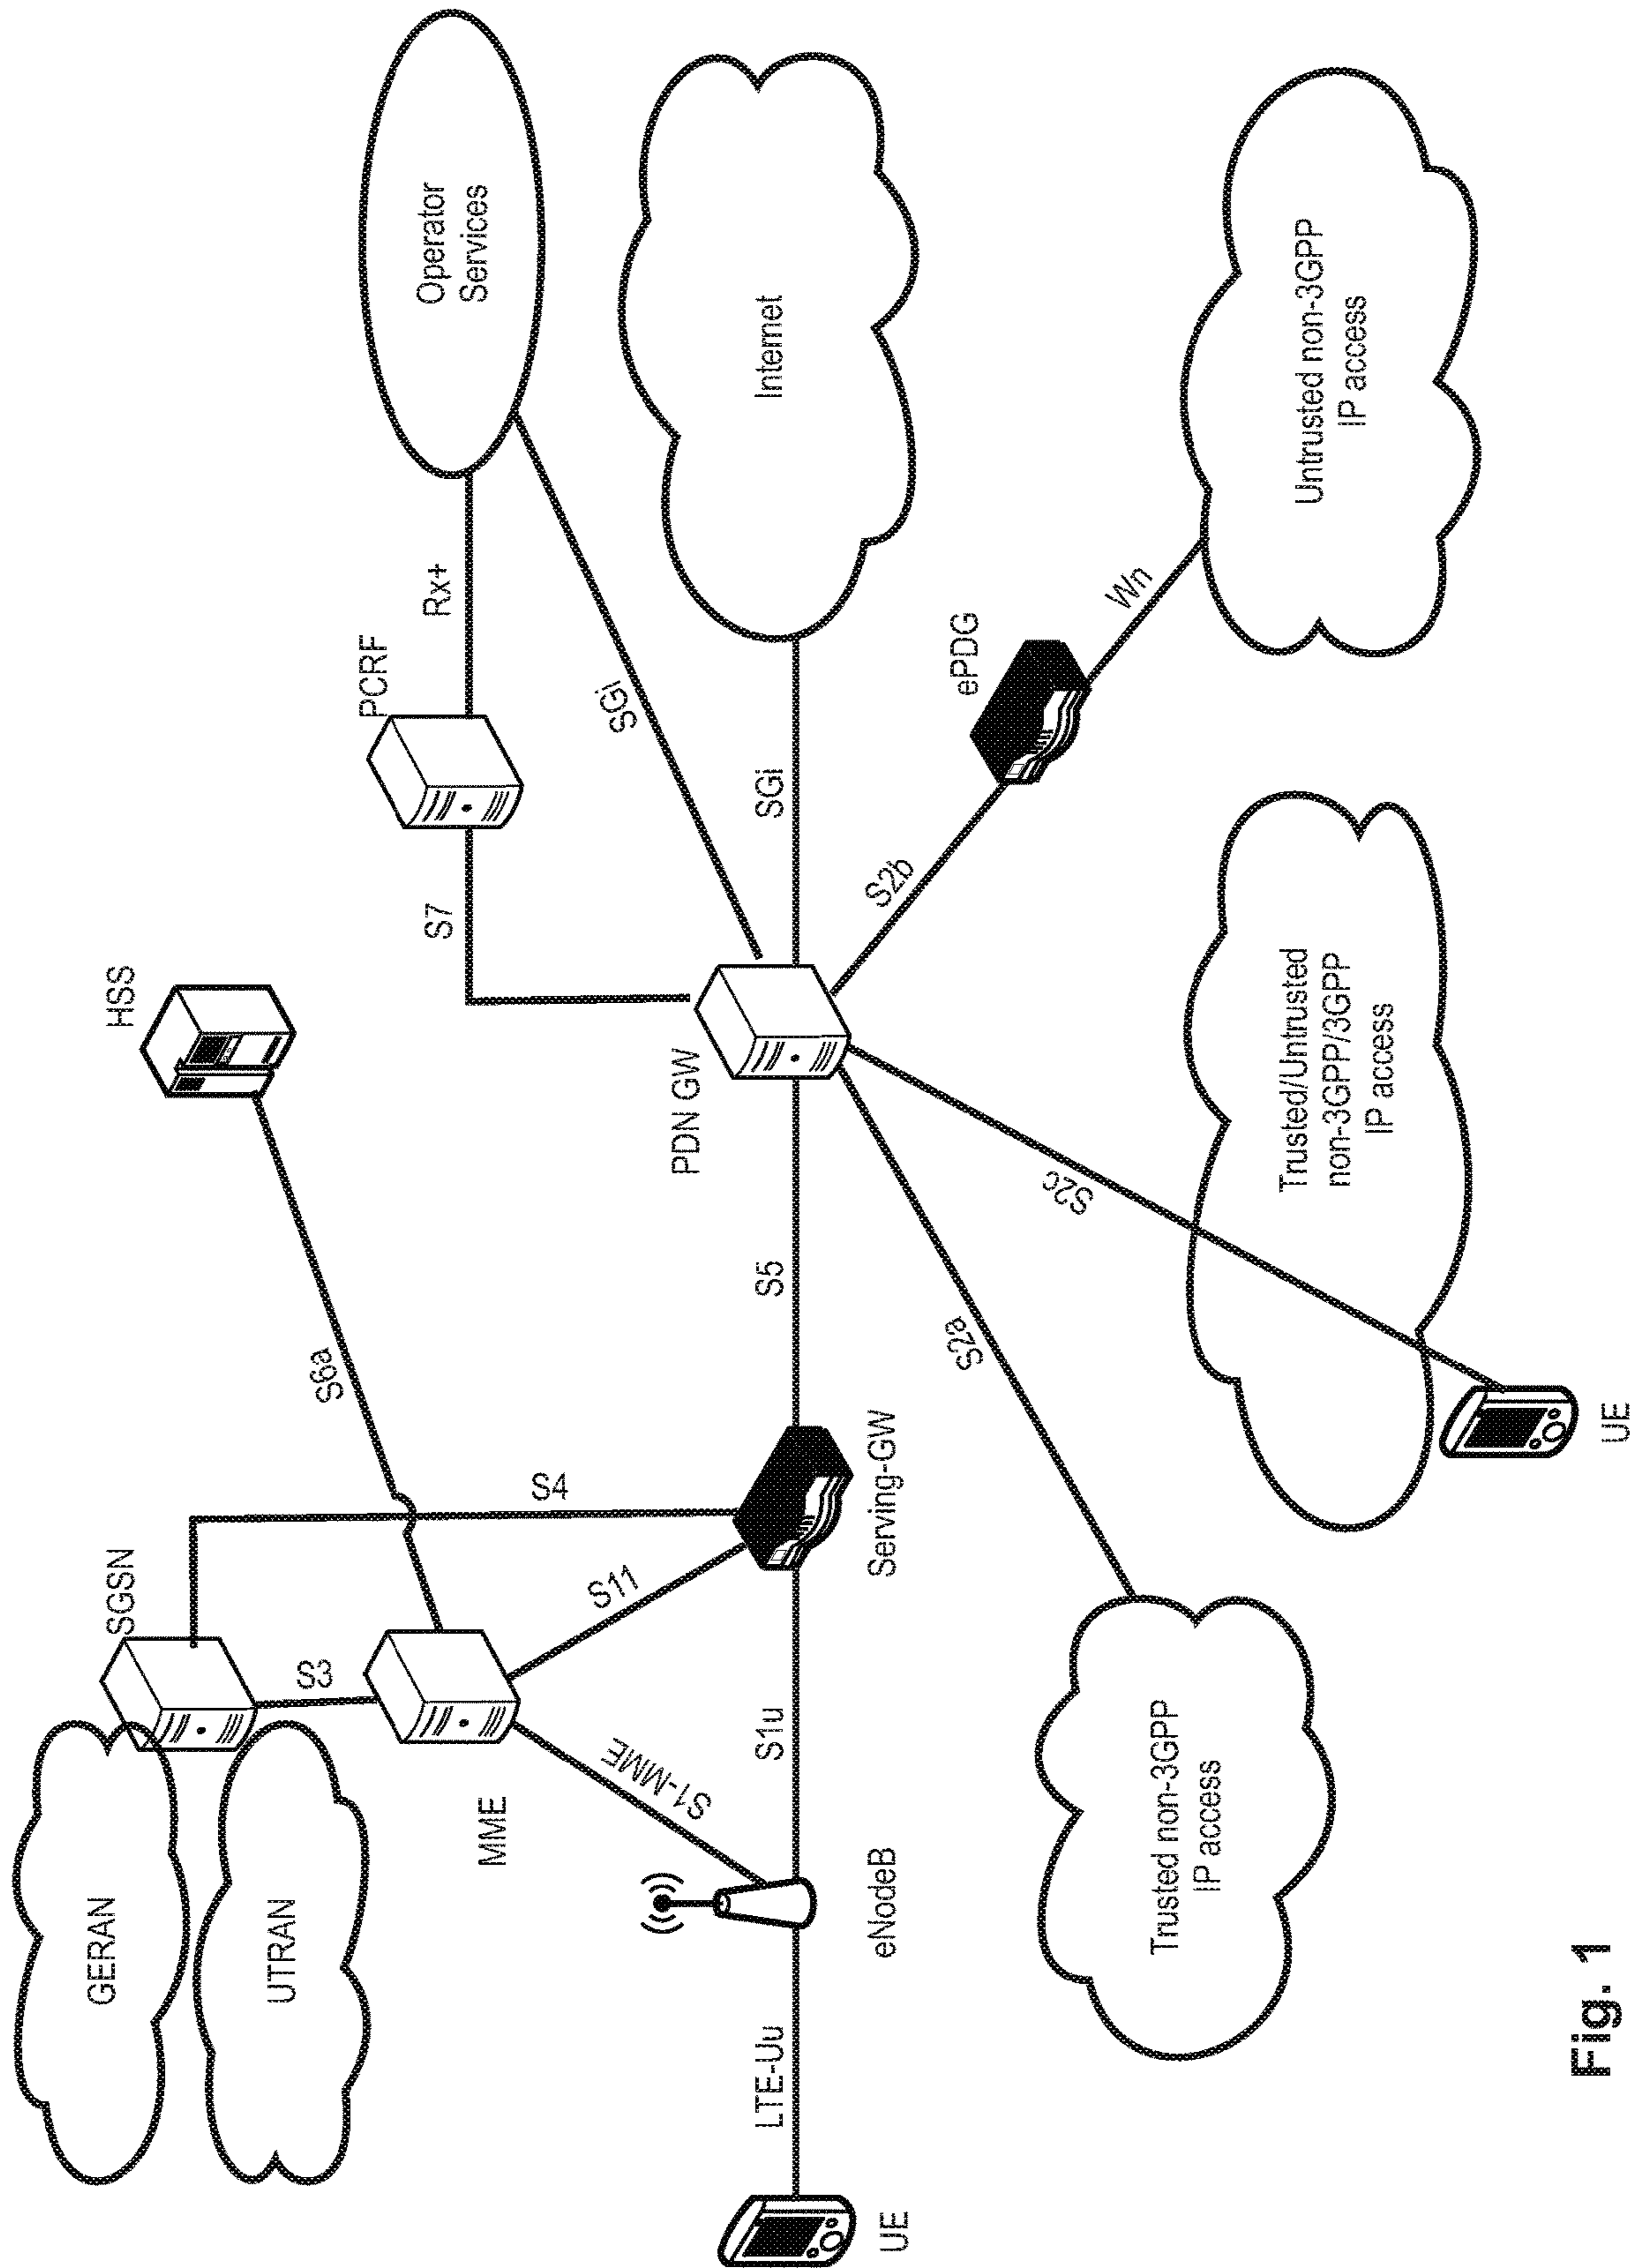 GERAN
UTRAN
SGSN
HSS
S3
S4
S6a
MME
S11
S1-MME
PCRF
S7
Rx+
Operator
Services
SGi
LTE-Uu
S1u
S5
PDN GW
SGi
Internet
UE
eNodeB
Serving-GW
S2a
S2c
S2b
ePDG
Wn
Trusted non-3GPP
IP access
Trusted/Untrusted
non-3GPP/3GPP
IP access
Untrusted non-3GPP
IP access
UE
Fig. 1